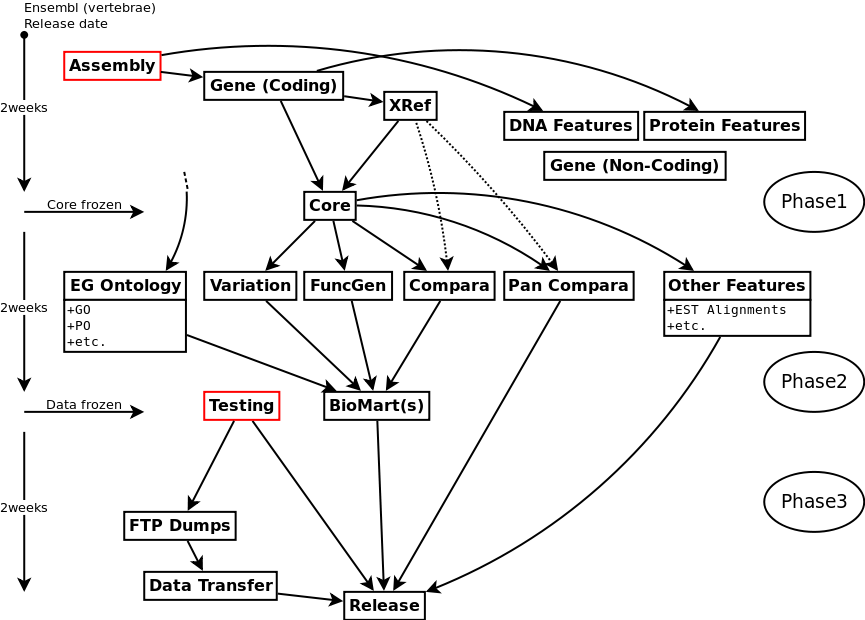 Ensembl (vertebrae)
Release date
Assembly
Gene (Coding)
XRef
2weeks
DNA Features
Protein Features
Gene (Non-Coding)
Phase1
Core frozen
Core
EG Ontology
+GO
+PO
+etc.
Variation
FuncGen
Compara
Pan Compara
Other Features
+EST Alignments
+etc.
2weeks
Phase2
Data frozen
Testing
BioMart(s)
2weeks
Phase3
FTP Dumps
Data Transfer
Release